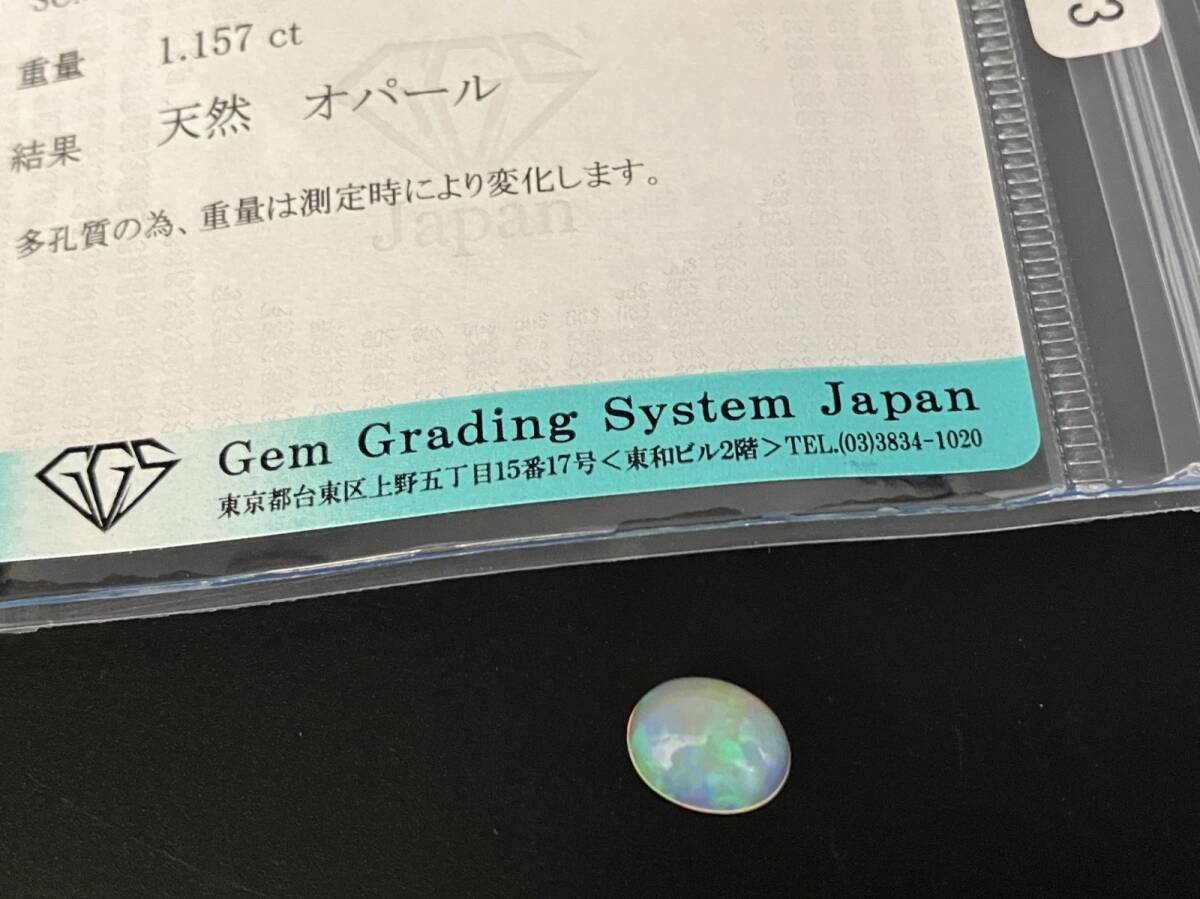 重量 1.157 ct
結果 天然 オパール
多孔質の為、重量は測定時により変化します。
Japan
GGS
Gem Grading System Japan
東京都台東区上野五丁目15番17号＜東和ビル2階＞TEL.(03)3834-1020
3